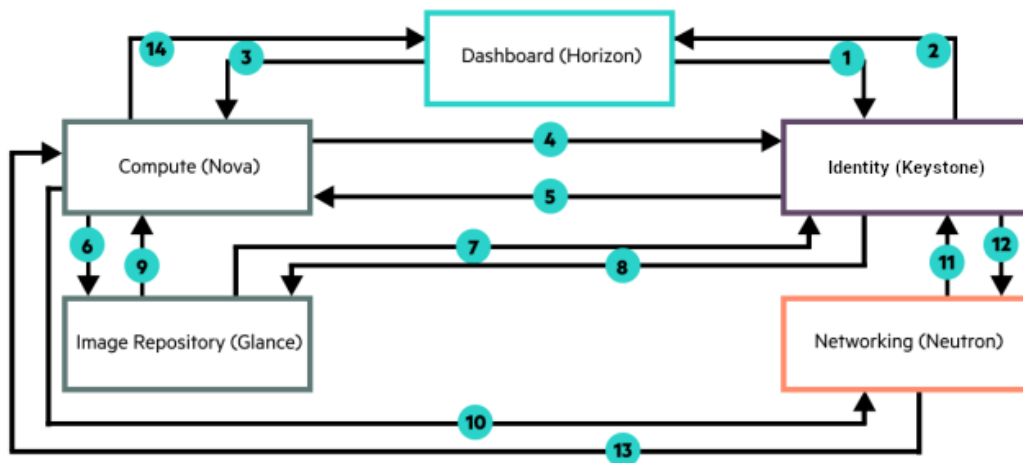 14
3
Dashboard (Horizon)
1
2
Compute (Nova)
4
Identity (Keystone)
5
6
9
7
8
11
12
Image Repository (Glance)
Networking (Neutron)
10
13